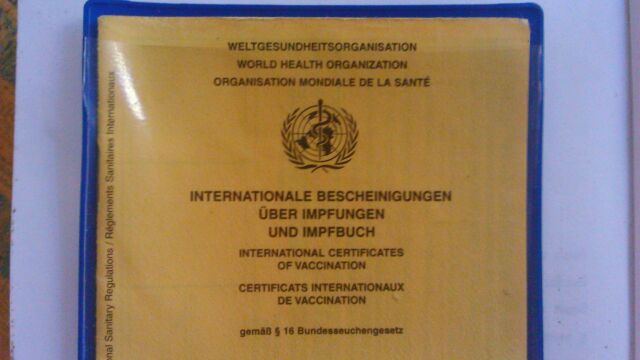 WELTGESUNDHEITSORGANISATION
WORLD HEALTH ORGANIZATION
ORGANISATION MONDIALE DE LA SANTÉ
INTERNATIONALE BESCHEINIGUNGEN
ÜBER IMPFUNGEN
UND IMPFBUCH
INTERNATIONAL CERTIFICATES
OF VACCINATION
CERTIFICATS INTERNATIONAUX
DE VACCINATION
gemäß § 16 Bundesseuchengesetz
Sanitary Regulations / Règlements Sanitaires Internationaux